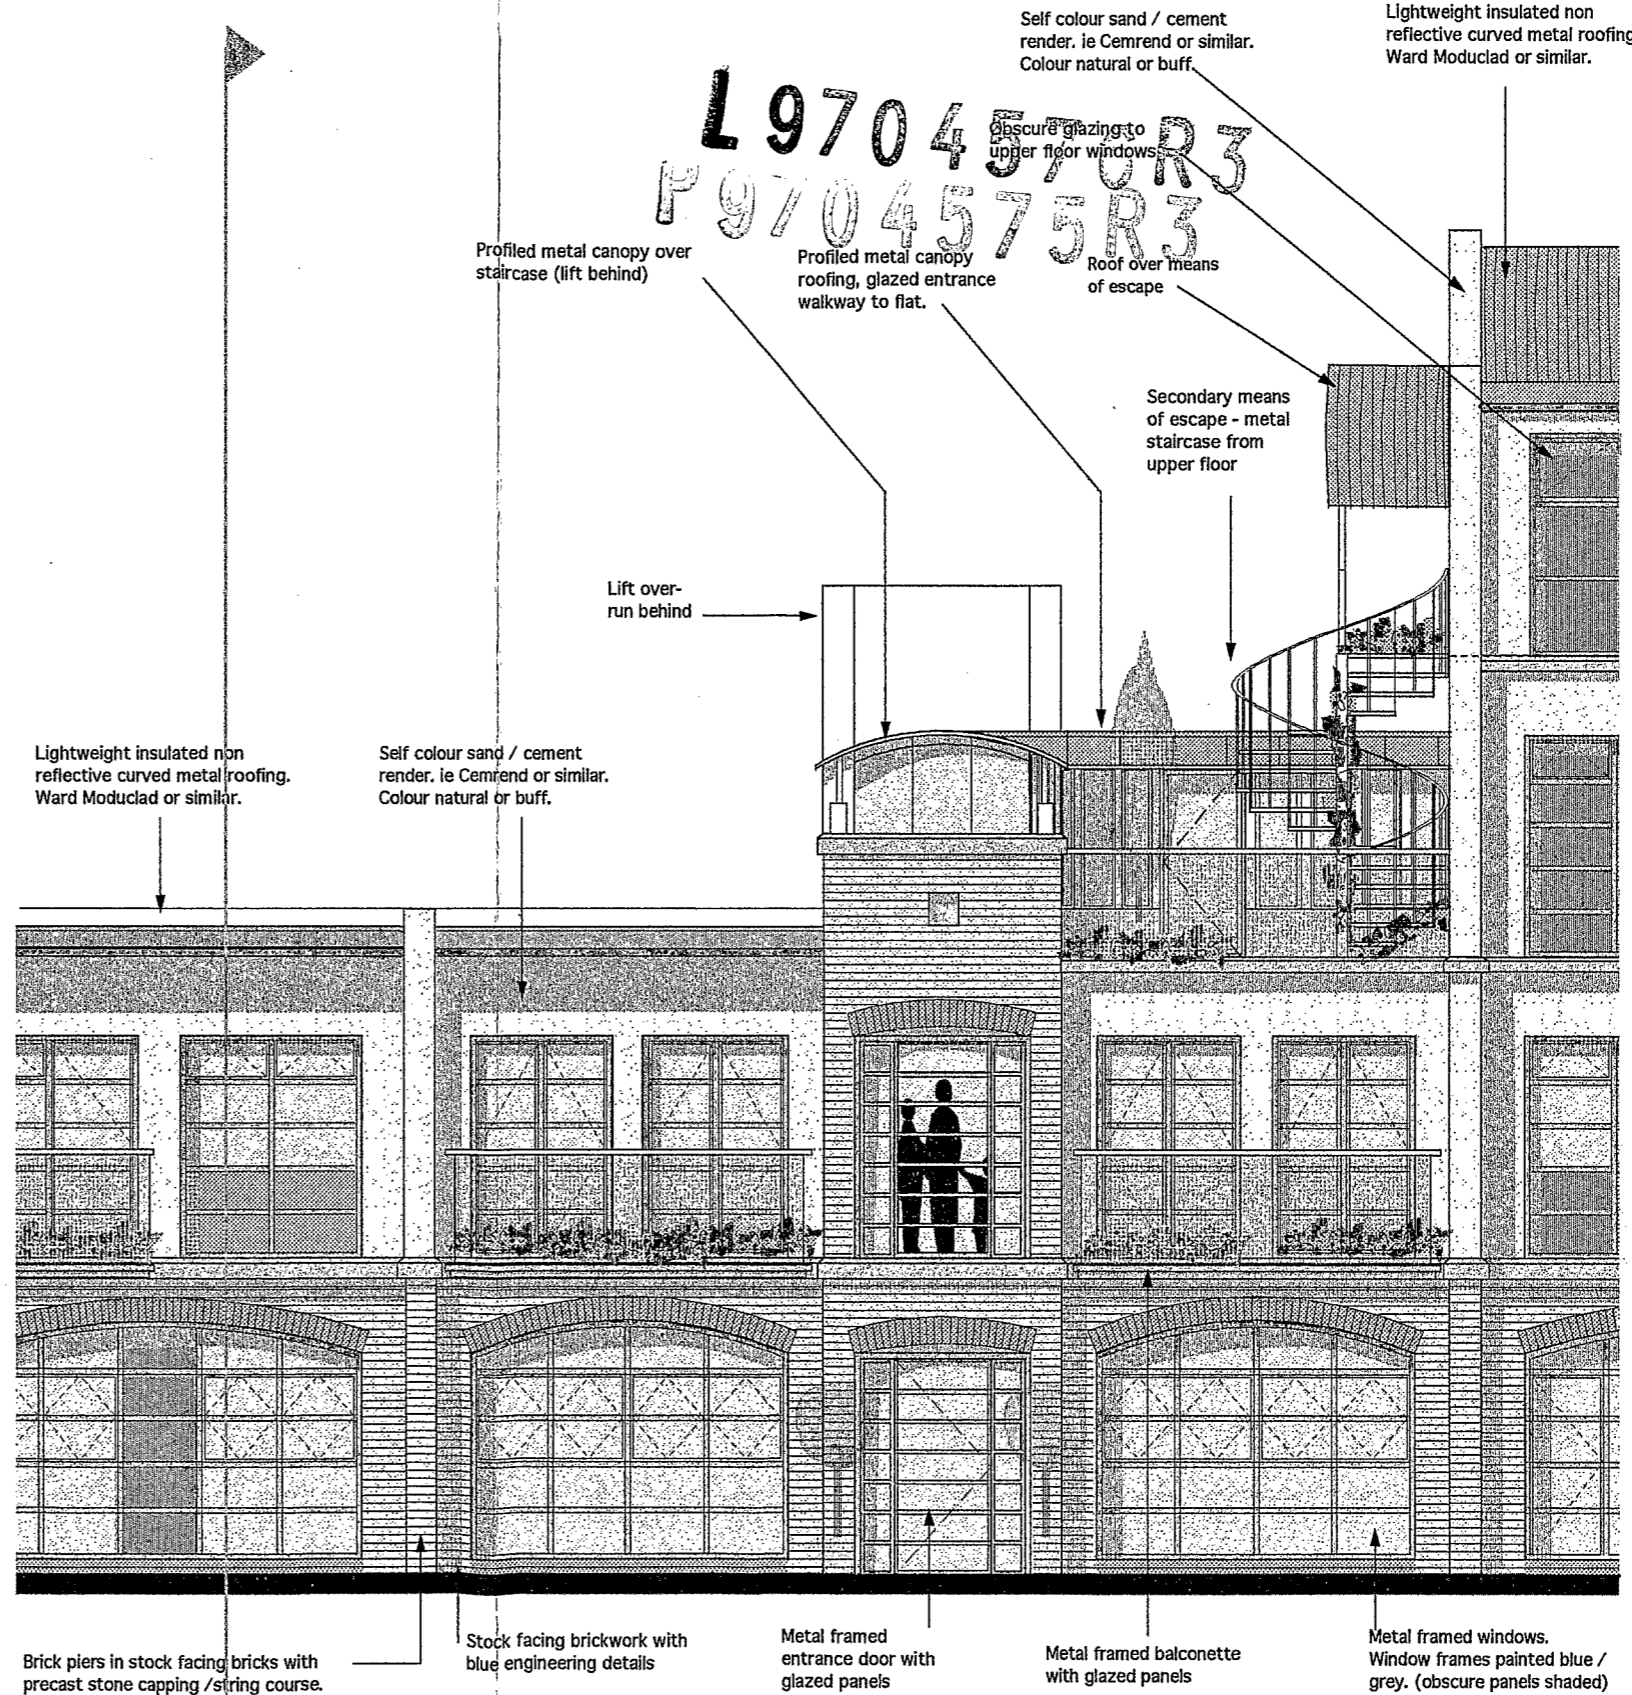 Self colour sand / cement
render. ie Cemrend or similar.
Colour natural or buff.
Lightweight insulated non
reflective curved metal roofing
Ward Moduclad or similar.
L9704576R3
P9704575R3
Obscure glazing to
upper floor windows
Profiled metal canopy over
staircase (lift behind)
Profiled metal canopy
roofing, glazed entrance
walkway to flat.
Roof over means
of escape
Secondary means
of escape - metal
staircase from
upper floor
Lift over-
run behind
Lightweight insulated non
reflective curved metal roofing.
Ward Moduclad or similar.
Self colour sand / cement
render. ie Cemrend or similar.
Colour natural or buff.
Brick piers in stock facing bricks with
precast stone capping /string course.
Stock facing brickwork with
blue engineering details
Metal framed
entrance door with
glazed panels
Metal framed balconette
with glazed panels
Metal framed windows.
Window frames painted blue /
grey. (obscure panels shaded)